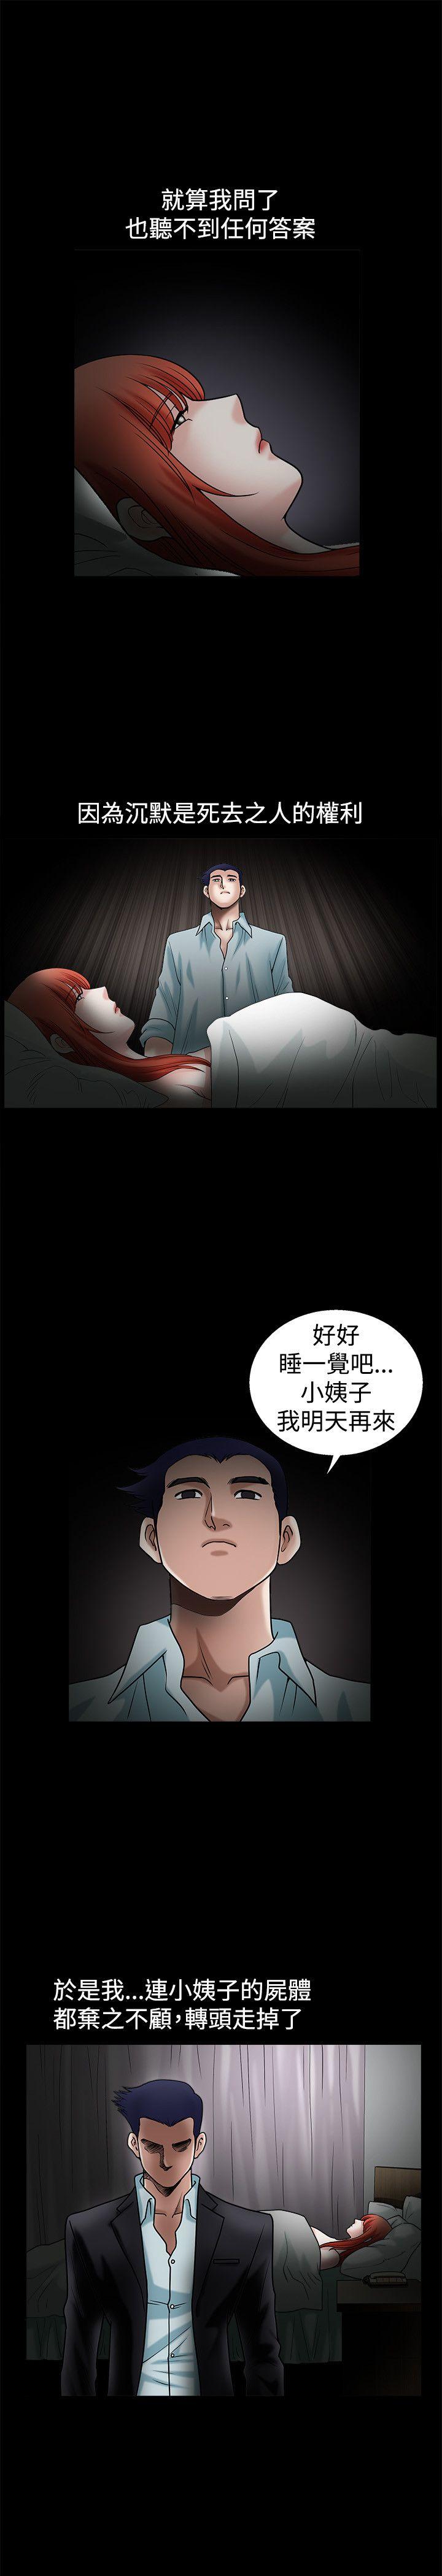 就算我問了
也聽不到任何答案
因為沉默是死去之人的權利
好好
睡一覺吧...
小姨子
我明天再來
於是我...連小姨子的屍體
都棄之不顧，轉頭走掉了